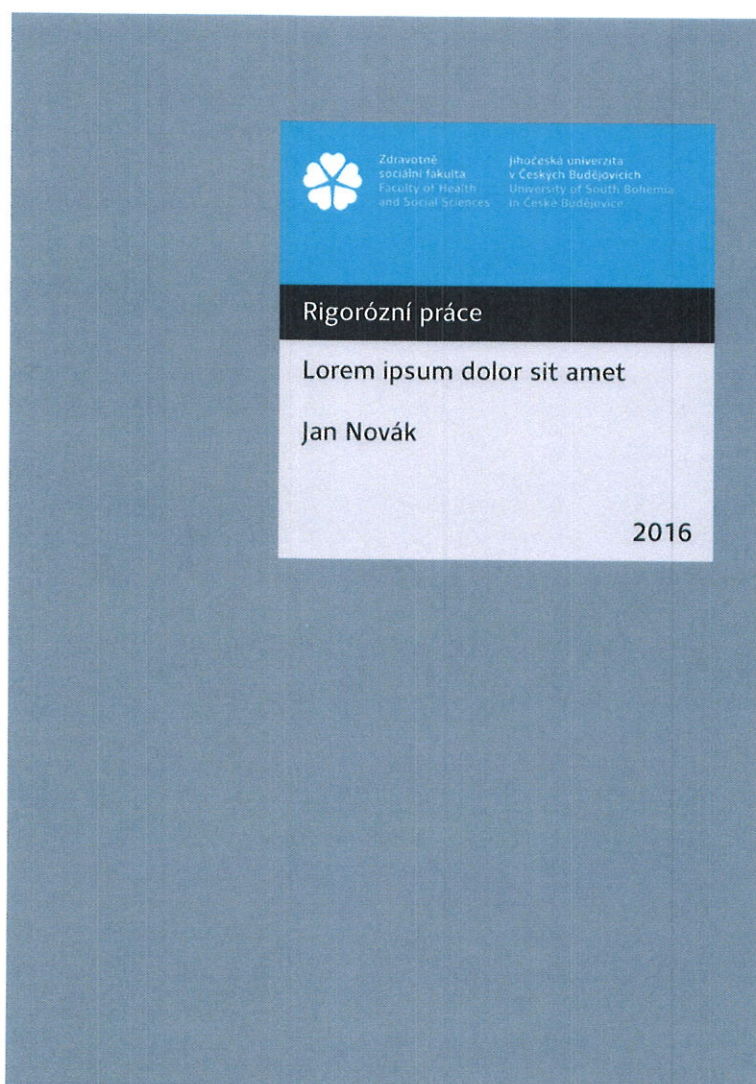 Zdravotně
sociální fakulta
Faculty of Health
and Social Sciences
Jihočeská univerzita
v Českých Budějovicích
University of South Bohemia
in České Budějovice
Rigorózní práce
Lorem ipsum dolor sit amet
Jan Novák
2016